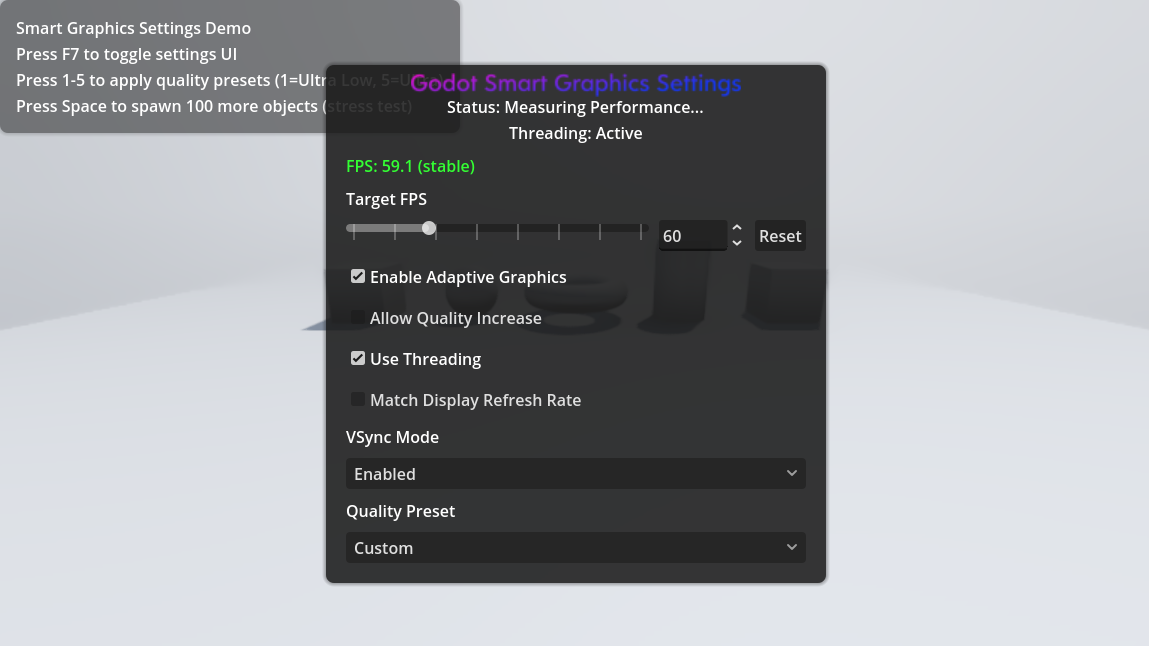 Smart Graphics Settings Demo
Press F7 to toggle settings UI
Press 1-5 to apply quality presets (1=Ultra Low, 5=Ultra)
Press Space to spawn 100 more objects (stress test)
Godot Smart Graphics Settings
Status: Measuring Performance...
Threading: Active
FPS: 59.1 (stable)
Target FPS
60
Reset
Enable Adaptive Graphics
Allow Quality Increase
Use Threading
Match Display Refresh Rate
VSync Mode
Enabled
Quality Preset
Custom